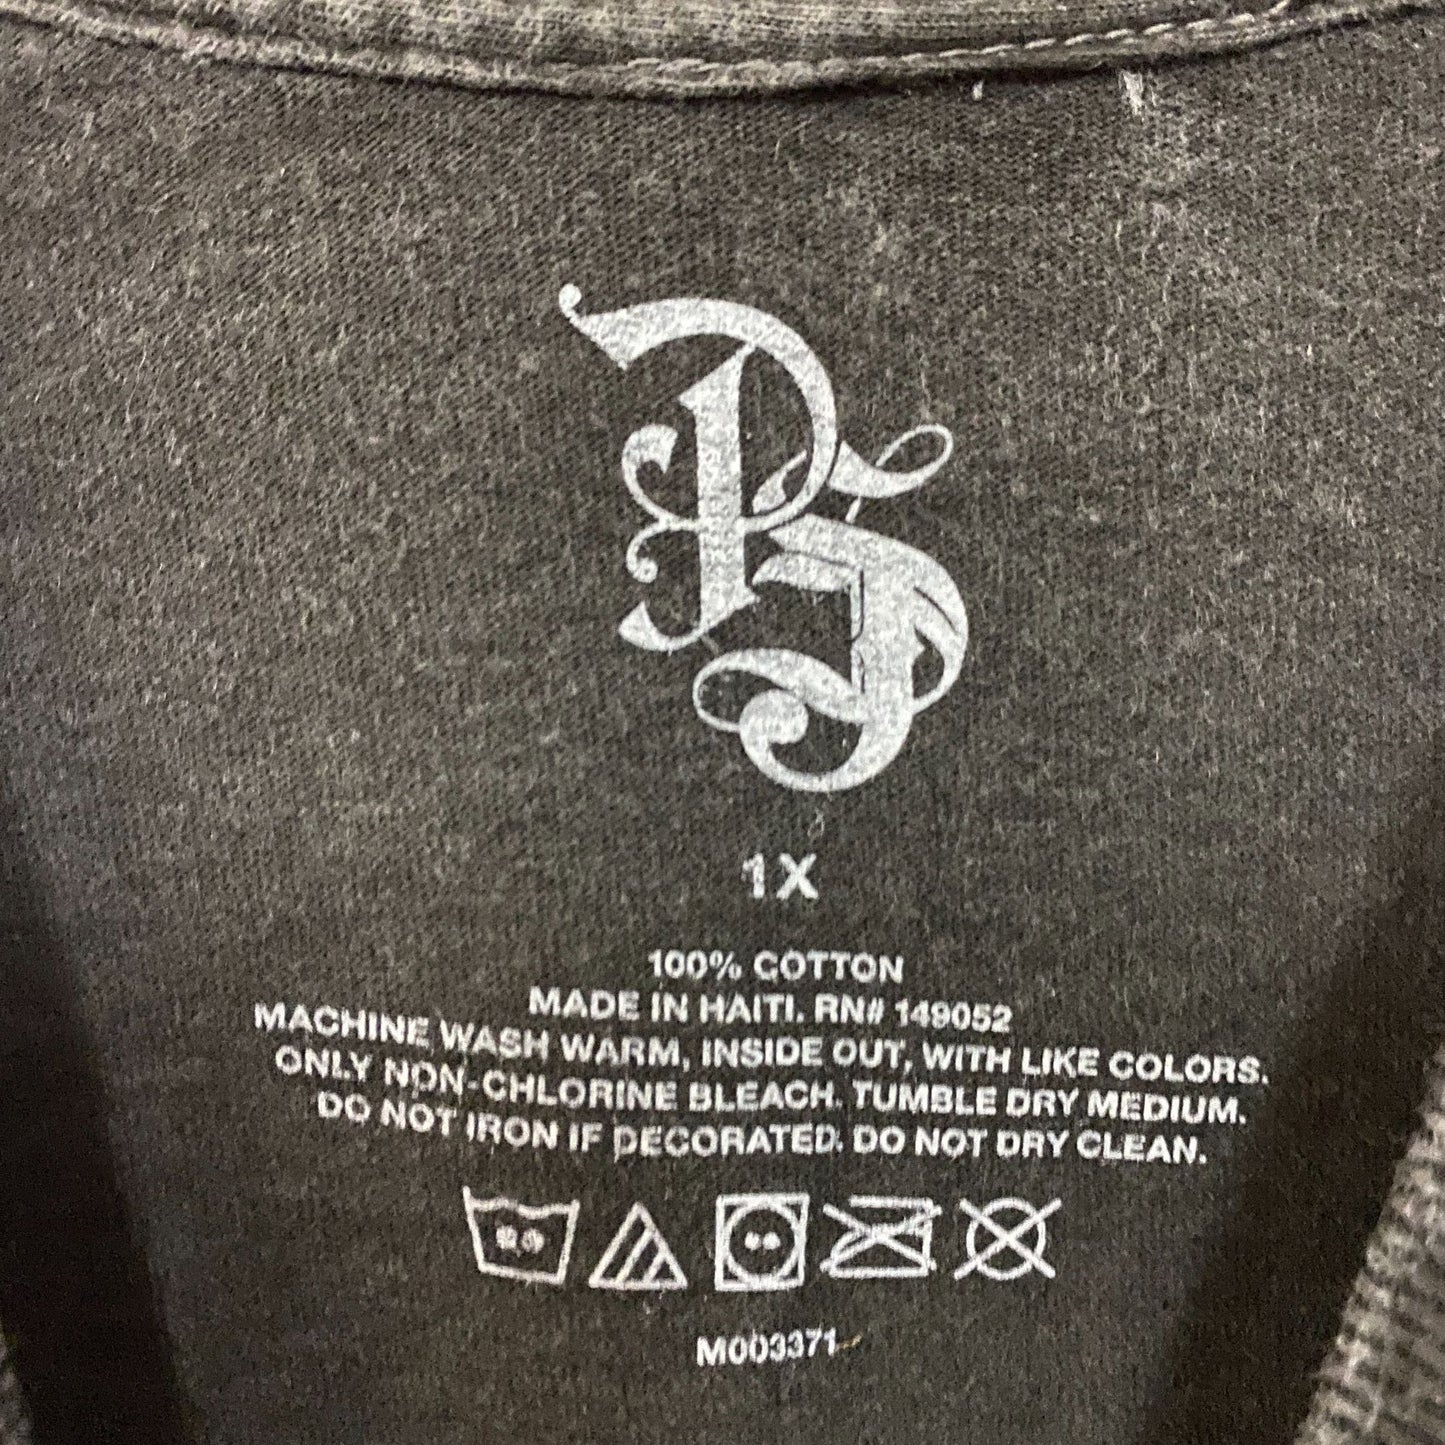 PS
1X
100% COTTON
MADE IN HAITI. RN# 149052
MACHINE WASH WARM, INSIDE OUT, WITH LIKE COLORS.
ONLY NON-CHLORINE BLEACH. TUMBLE DRY MEDIUM.
DO NOT IRON IF DECORATED. DO NOT DRY CLEAN.
M003371